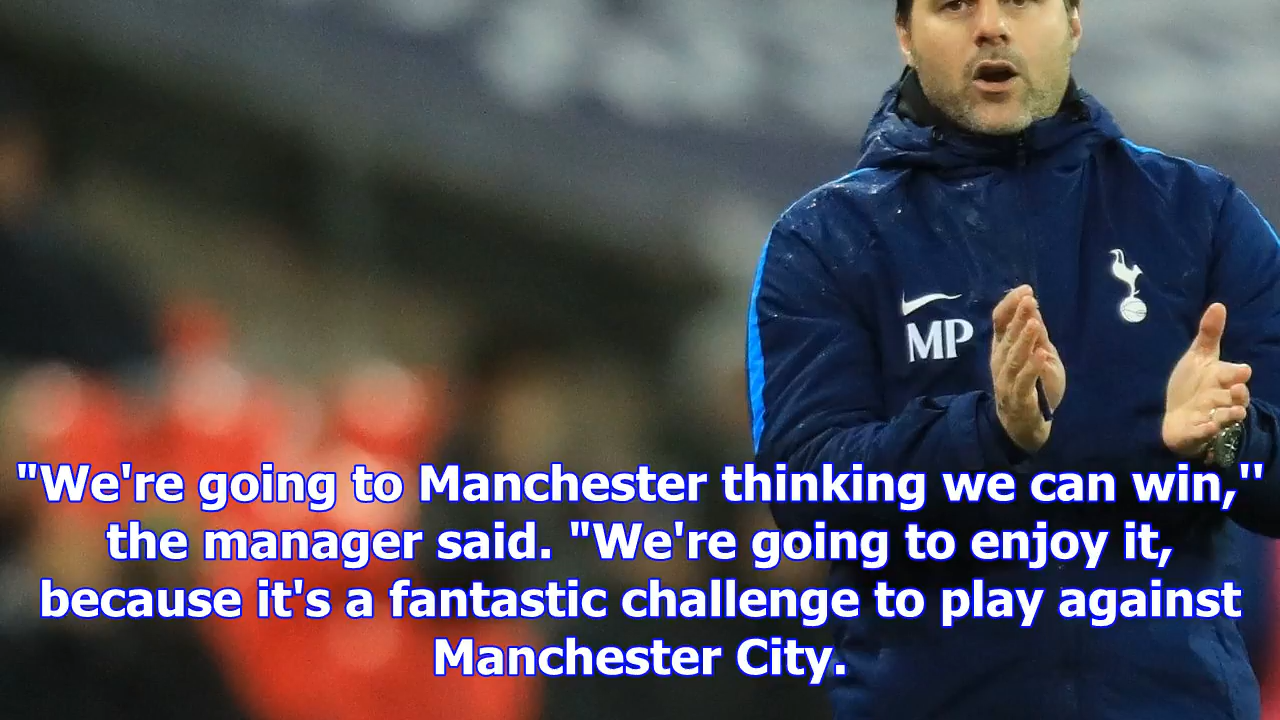 MP
"We're going to Manchester thinking we can win,''
the manager said. "We're going to enjoy it,
because it's a fantastic challenge to play against
Manchester City.